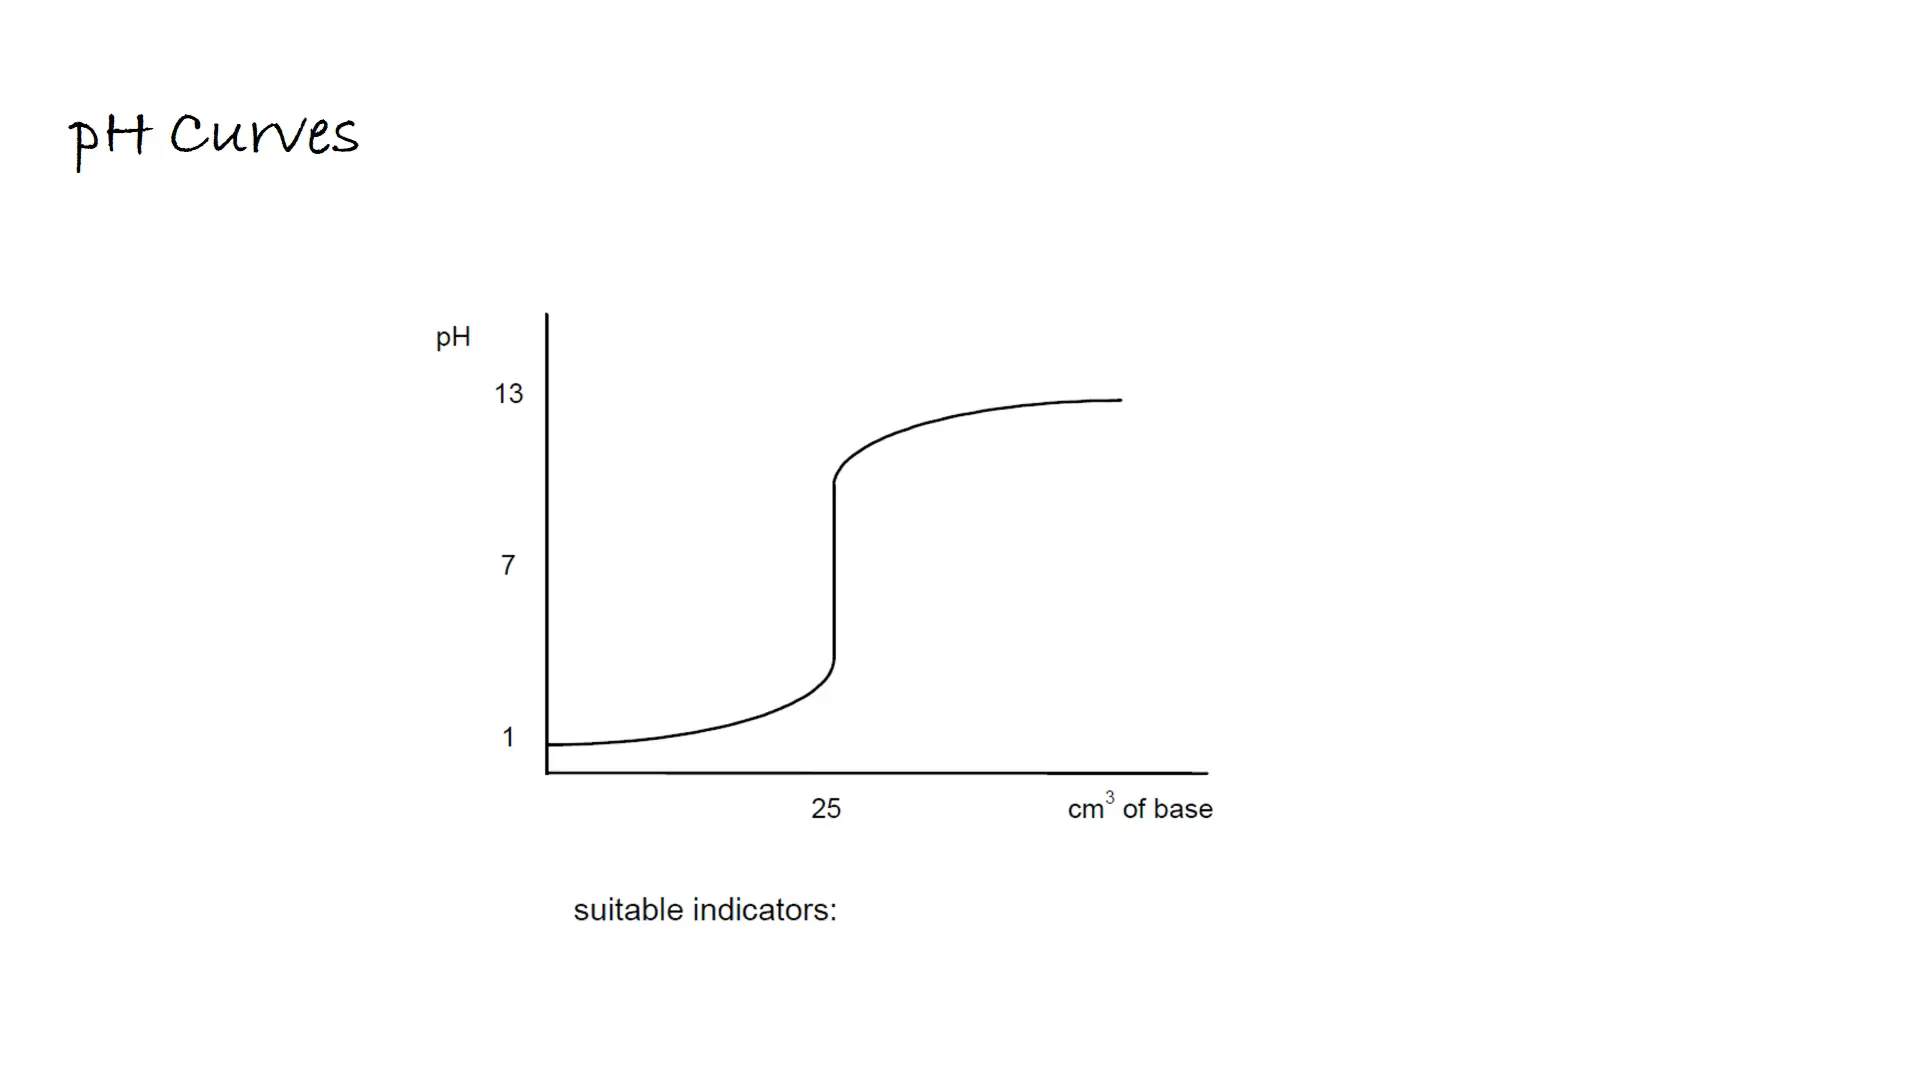 pH Curves
pH
13
7
1
25
cm³ of base
suitable indicators: